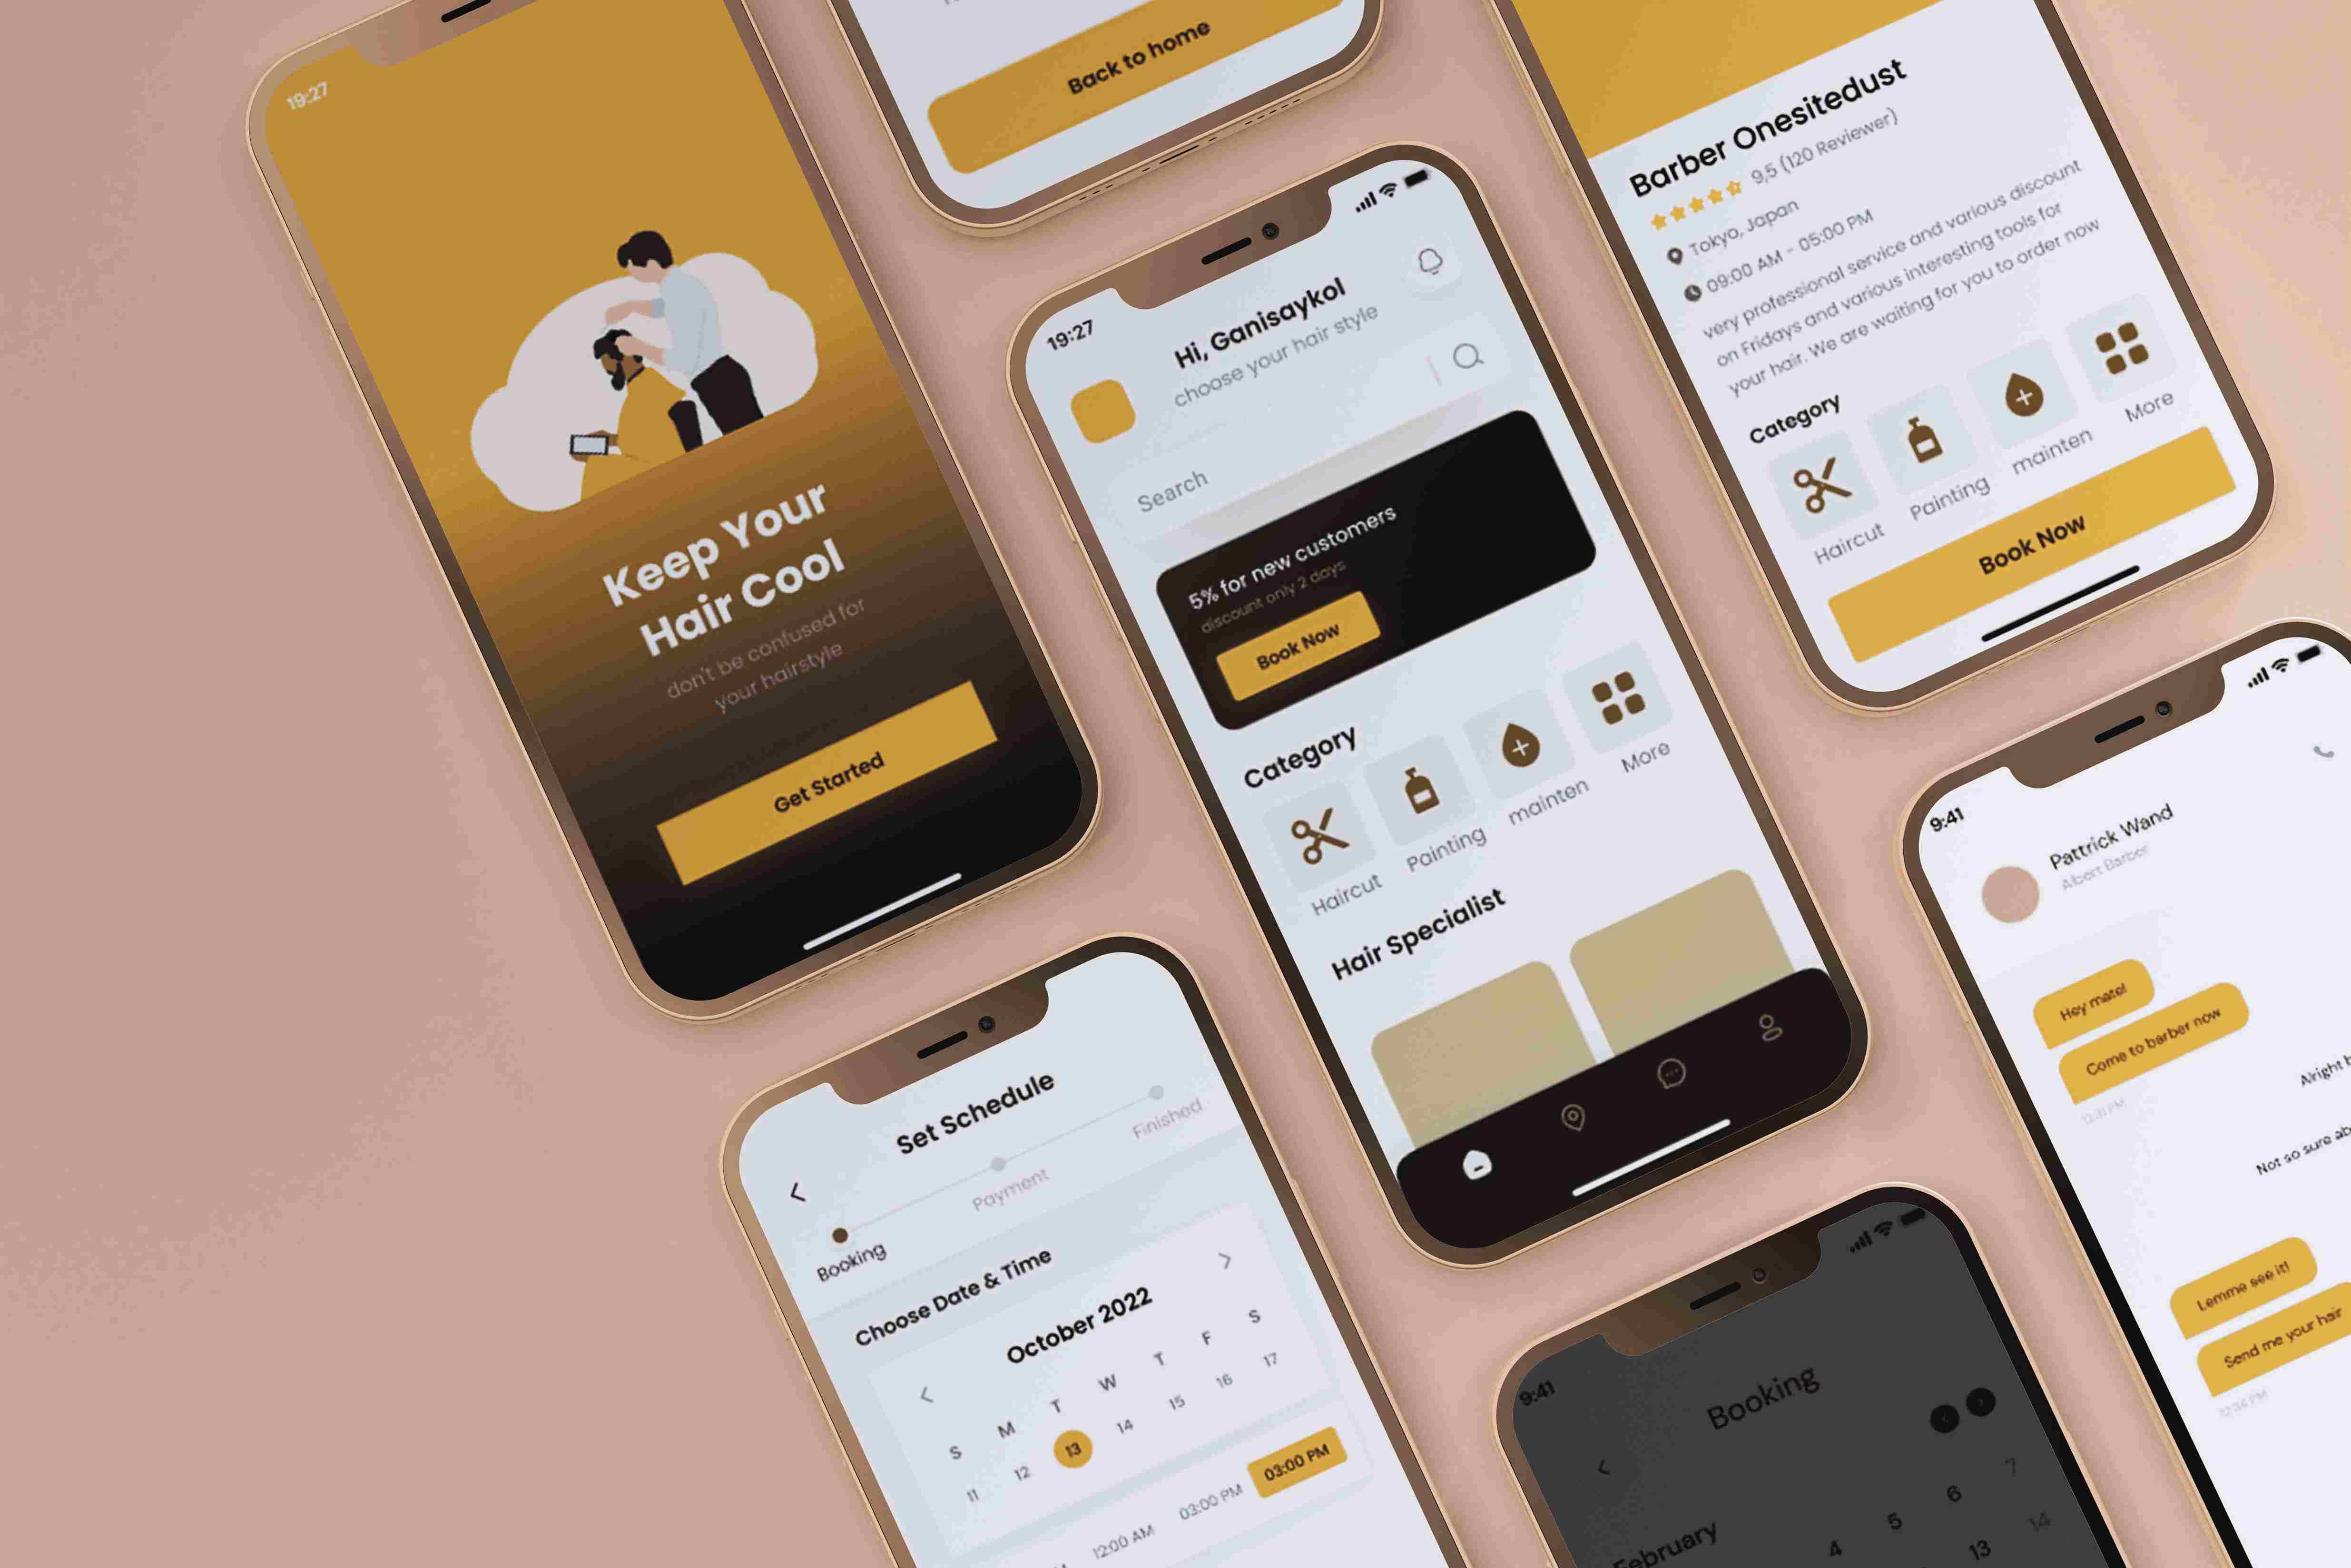 19:27
Keep Your
Hair Cool
don't be confused for
your hairstyle
Get Started
Back to home
19:27
Hi, Ganisaykol
choose your hair style
Search
5% for new customers
discount only 2 days
Book Now
Category
Haircut
Painting
mainten
More
Hair Specialist
Barber Onesitedust
9,5 (120 Reviewer)
Tokyo, Japan
09:00 AM - 05:00 PM
very professional service and various discount
on Fridays and various interesting tools for
your hair. We are waiting for you to order now
Category
Haircut
Painting
mainten
More
Book Now
Set Schedule
Booking
Payment
Finished
Choose Date & Time
October 2022
S M T W T F S
11 12 13 14 15 16 17
12:00 AM 03:00 PM 03:00 PM
9:41
Booking
February
4 5 6 7
13 14
9:41
Pattrick Wand
Albert Barber
Hey mate!
Come to barber now
12:31 PM
Alright
Not so sure
Lemme see it!
Send me your hair
12:34 PM